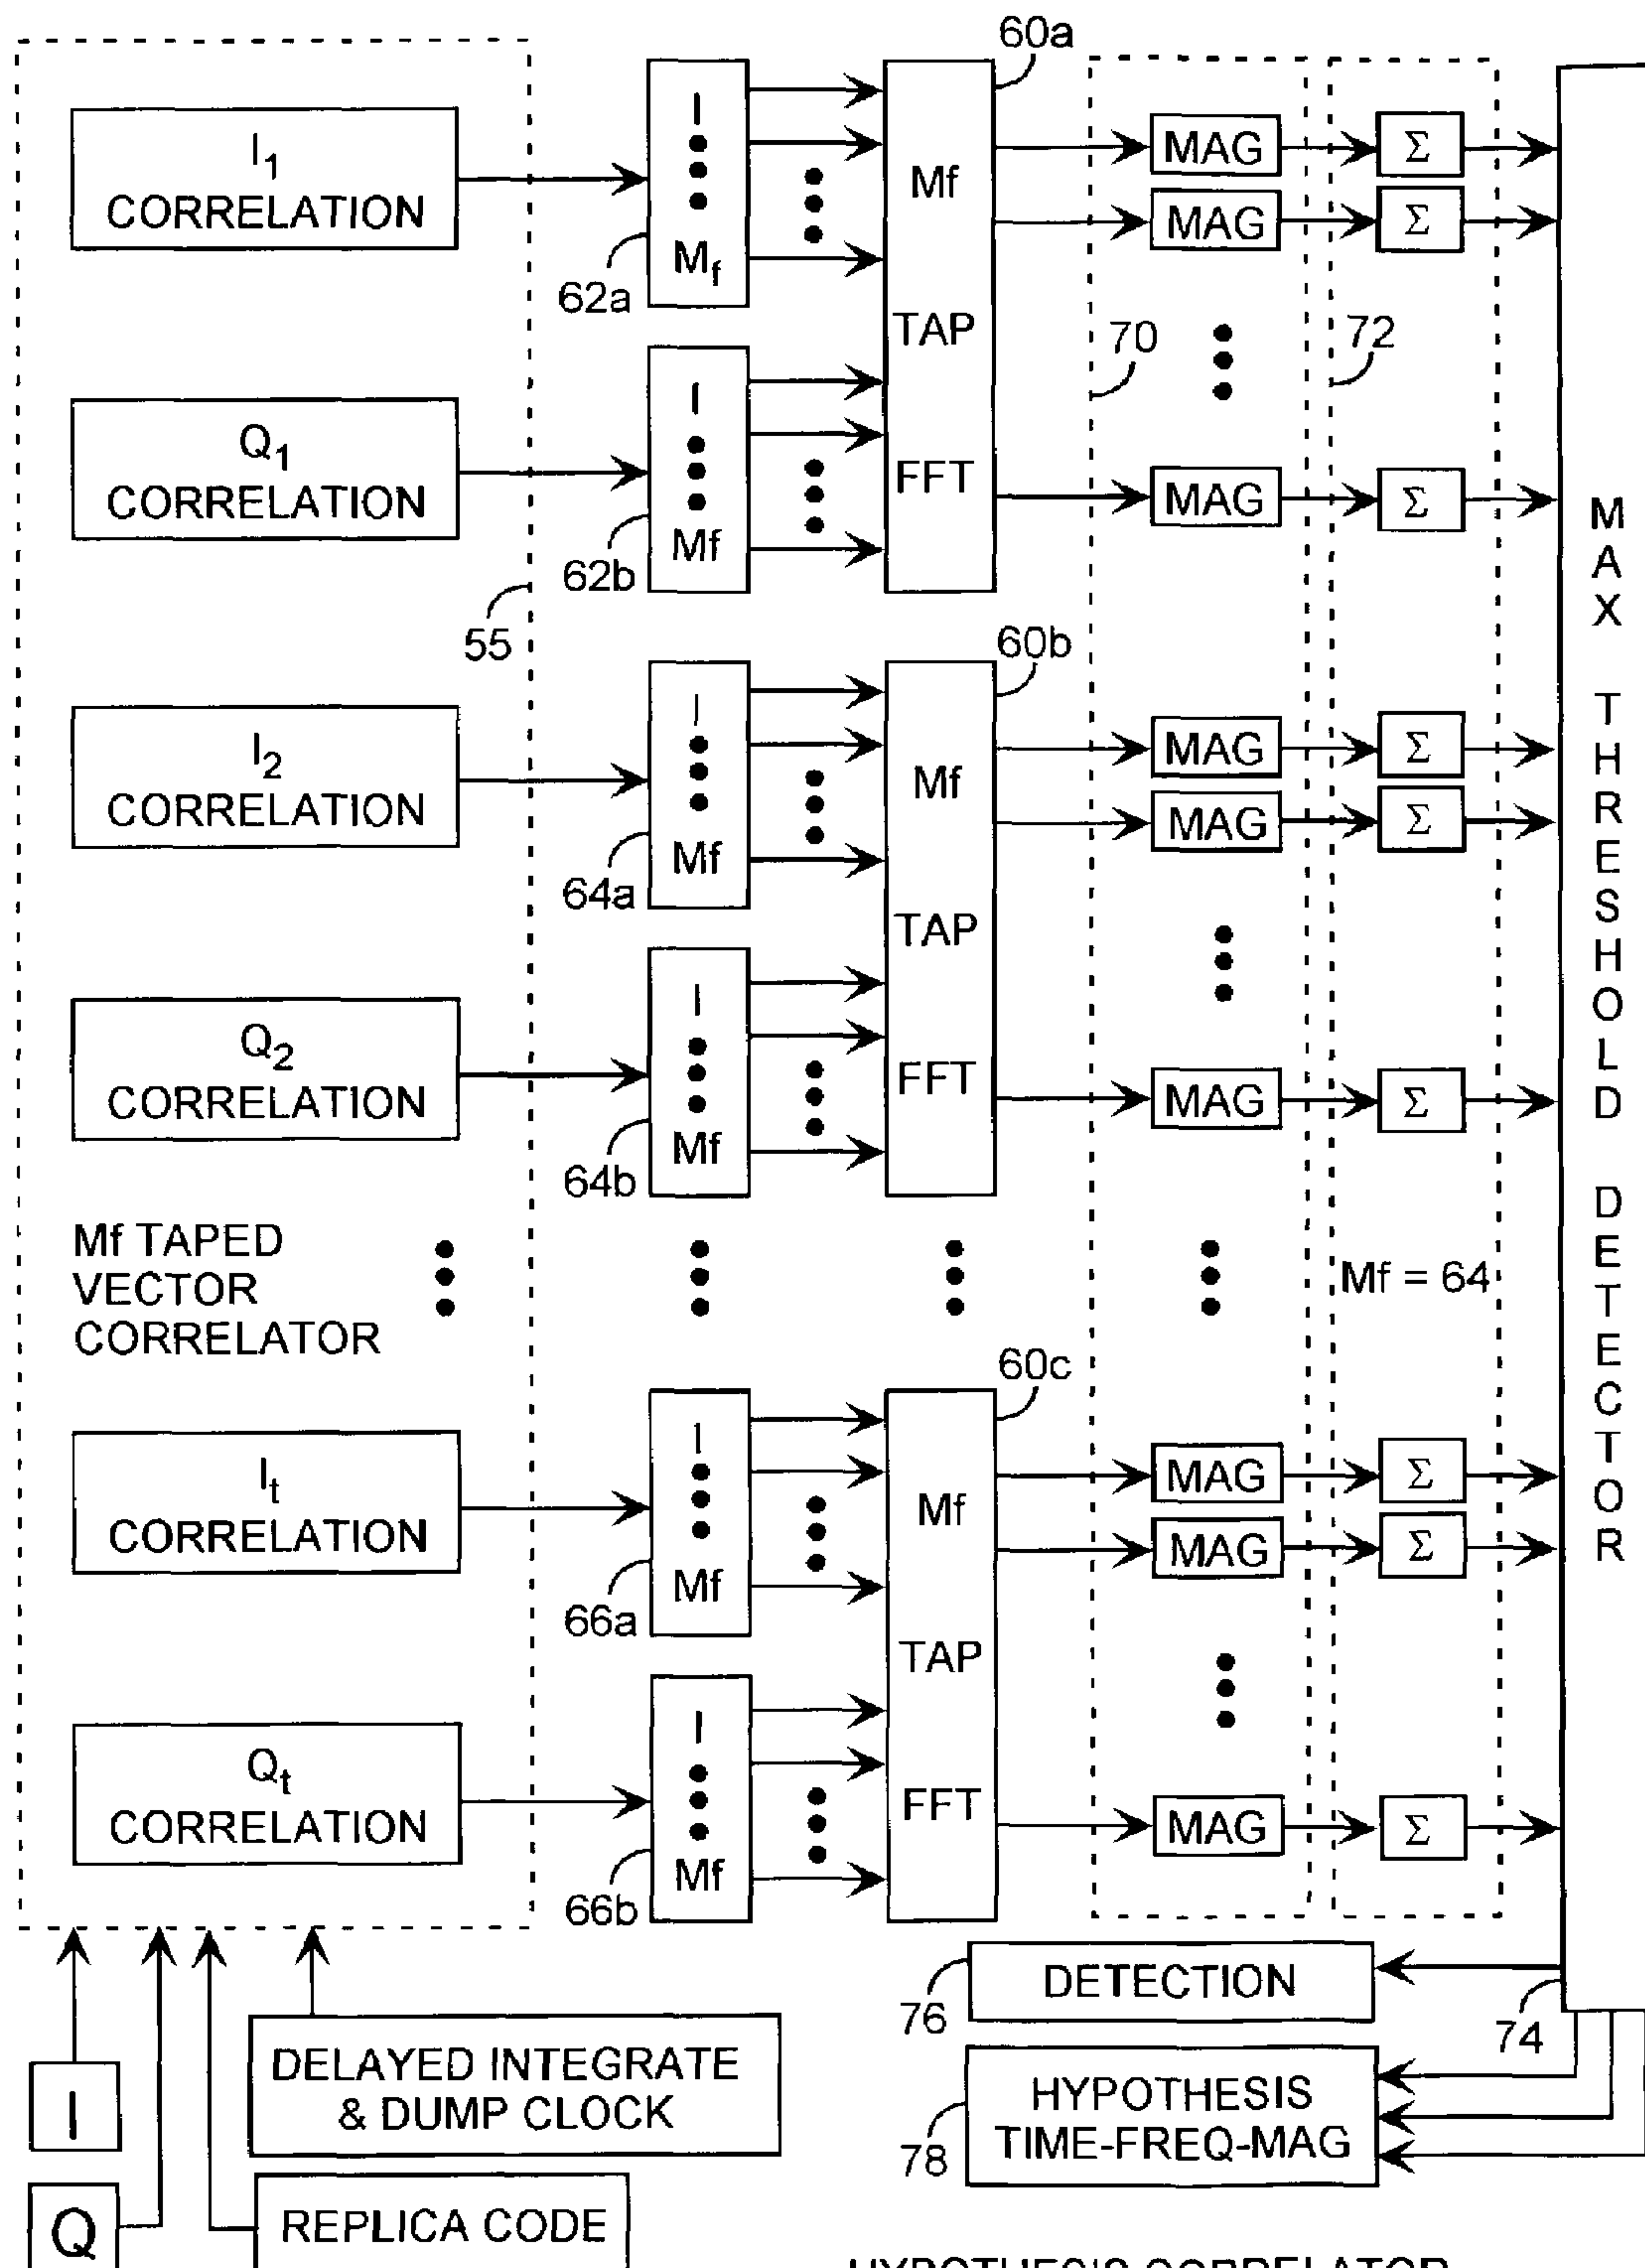 60a
I1
CORRELATION
I
Mf
62a
Mf
TAP
FFT
MAG
Σ
MAG
Σ
70
72
Q1
CORRELATION
I
Mf
62b
MAG
Σ
55
60b
I2
CORRELATION
I
Mf
64a
Mf
TAP
FFT
MAG
Σ
MAG
Σ
Q2
CORRELATION
I
Mf
64b
MAG
Σ
Mf TAPED
VECTOR
CORRELATOR
Mf = 64
60c
It
CORRELATION
I
Mf
66a
Mf
TAP
FFT
MAG
Σ
MAG
Σ
Qt
CORRELATION
I
Mf
66b
MAG
Σ
MAX THRESHOLD DETECTOR
74
DETECTION
76
HYPOTHESIS
TIME-FREQ-MAG
78
DELAYED INTEGRATE
& DUMP CLOCK
I
Q
REPLICA CODE
HYPOTHESIS CORRELATOR